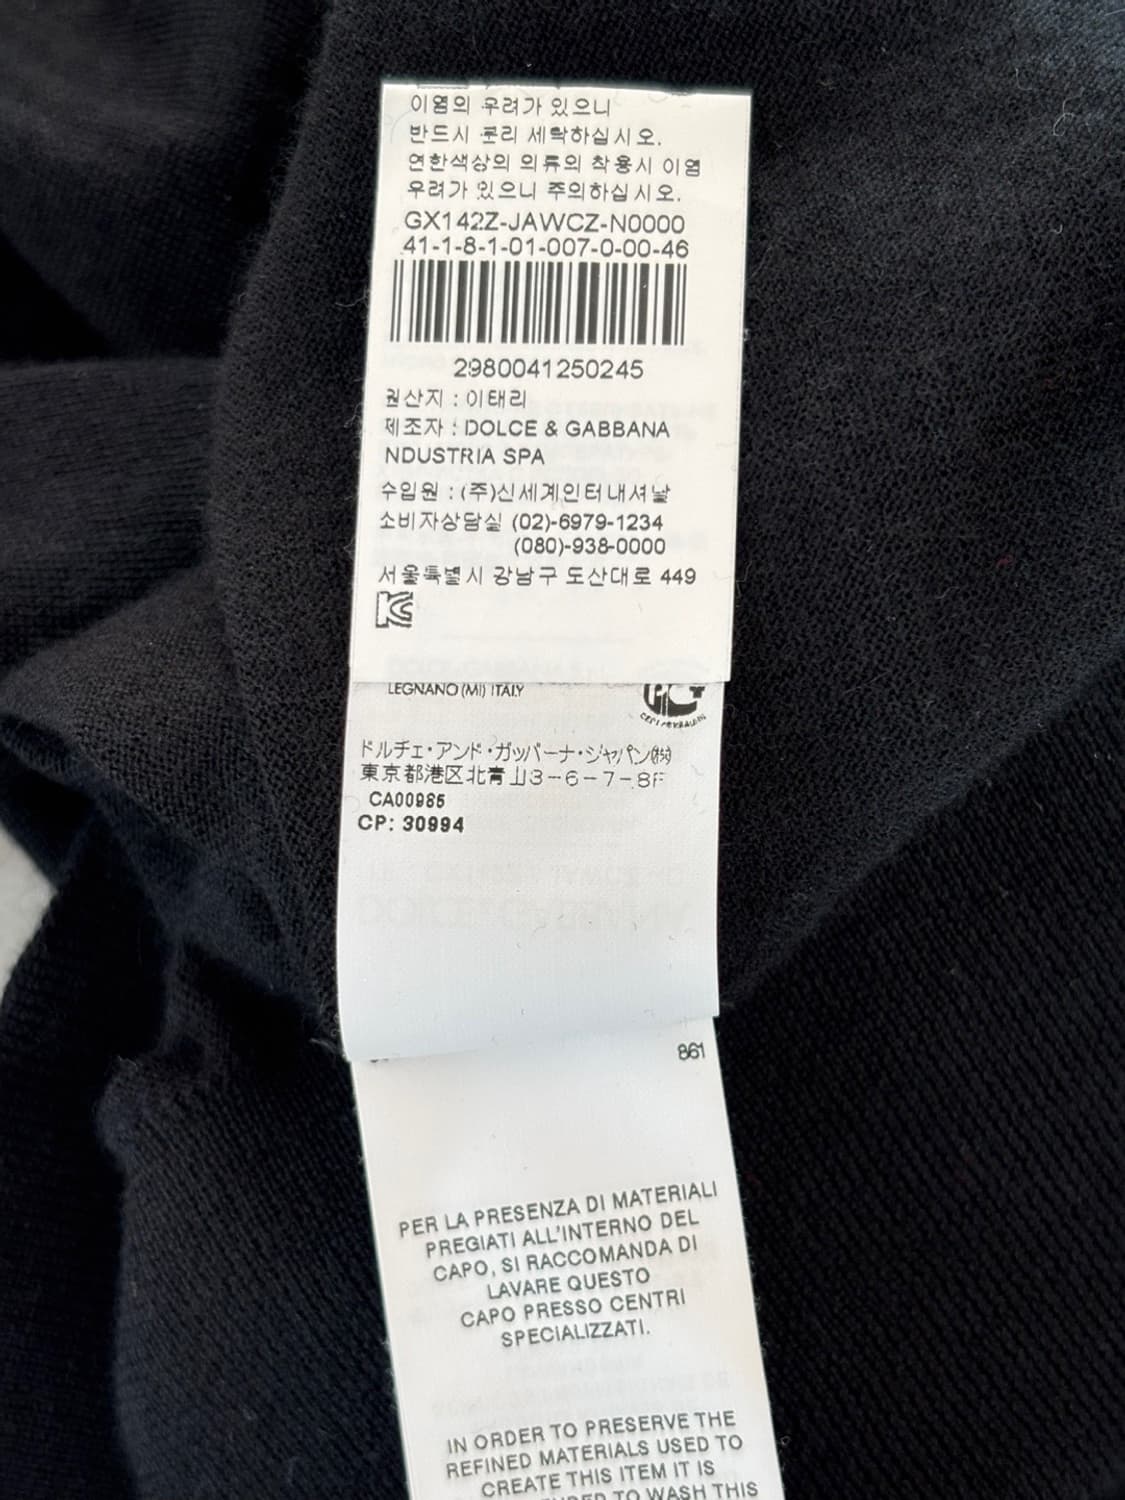 이염의 우려가 있으니
반드시 분리 세탁하십시오.
연한색상의 의류의 착용시 이염
우려가 있으니 주의하십시오.
GX142Z-JAWCZ-N0000
41-1-8-1-01-007-0-00-46
2980041250245
원산지 : 이태리
제조자 : DOLCE & GABBANA
NDUSTRIA SPA
수입원 : (주)신세계인터내셔날
소비자상담실 (02)-6979-1234
(080)-938-0000
서울특별시 강남구 도산대로 449
LEGNANO (MI) ITALY
ドルチェ・アンド・ガッバーナ・ジャパン(株)
東京都港区北青山3-6-7-8F
CA00985
CP: 30994
861
PER LA PRESENZA DI MATERIALI
PREGIATI ALL'INTERNO DEL
CAPO, SI RACCOMANDA DI
LAVARE QUESTO
CAPO PRESSO CENTRI
SPECIALIZZATI.
IN ORDER TO PRESERVE THE
REFINED MATERIALS USED TO
CREATE THIS ITEM IT IS
TO WASH THIS